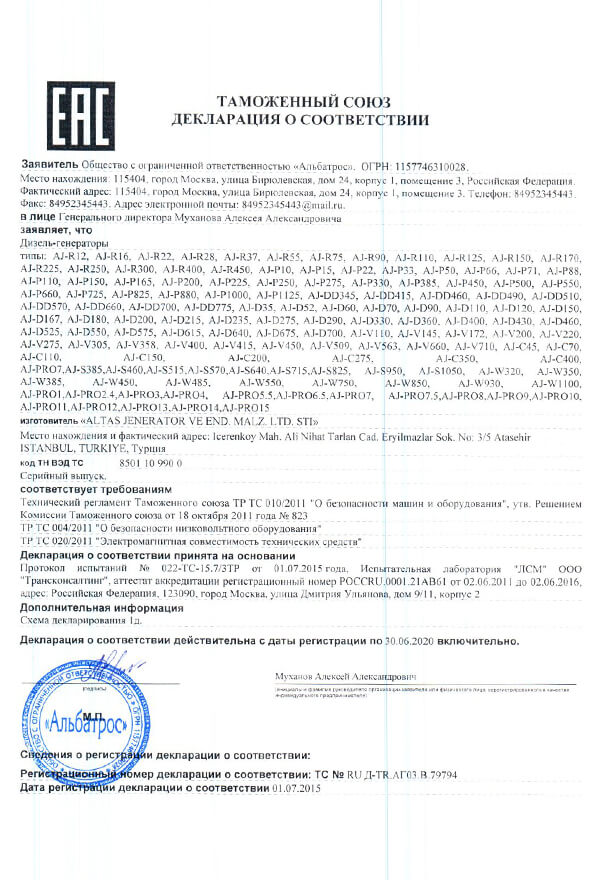 ЕАС
ТАМОЖЕННЫЙ СОЮЗ
ДЕКЛАРАЦИЯ О СООТВЕТСТВИИ
Заявитель Общество с ограниченной ответственностью «Альбатрос». ОГРН: 1157746310028.
Место нахождения: 115404, город Москва, улица Бирюлевская, дом 24, корпус 1, помещение 3, Российская Федерация.
Фактический адрес: 115404, город Москва, улица Бирюлевская, дом 24, корпус 1, помещение 3. Телефон: 84952345443.
Факс: 84952345443. Адрес электронной почты: 84952345443@mail.ru.
в лице Генерального директора Муханова Алексея Александровича
заявляет, что
Дизель-генераторы
типы: AJ-R12, AJ-R16, AJ-R22, AJ-R28, AJ-R37, AJ-R55, AJ-R75, AJ-R90, AJ-R110, AJ-R125, AJ-R150, AJ-R170,
AJ-R225, AJ-R250, AJ-R300, AJ-R400, AJ-R450, AJ-P10, AJ-P15, AJ-P22, AJ-P33, AJ-P50, AJ-P66, AJ-P71, AJ-P88,
AJ-P110, AJ-P150, AJ-P165, AJ-P200, AJ-P225, AJ-P250, AJ-P275, AJ-P330, AJ-P385, AJ-P450, AJ-P500, AJ-P550,
AJ-P660, AJ-P725, AJ-P825, AJ-P880, AJ-P1000, AJ-P1125, AJ-DD345, AJ-DD415, AJ-DD460, AJ-DD490, AJ-DD510,
AJ-DD570, AJ-DD660, AJ-DD700, AJ-DD775, AJ-D35, AJ-D52, AJ-D60, AJ-D70, AJ-D90, AJ-D110, AJ-D120, AJ-D150,
AJ-D167, AJ-D180, AJ-D200, AJ-D215, AJ-D235, AJ-D275, AJ-D290, AJ-D330, AJ-D360, AJ-D400, AJ-D430, AJ-D460,
AJ-D525, AJ-D550, AJ-D575, AJ-D615, AJ-D640, AJ-D675, AJ-D700, AJ-V110, AJ-V145, AJ-V172, AJ-V200, AJ-V220,
AJ-V275, AJ-V305, AJ-V358, AJ-V400, AJ-V415, AJ-V450, AJ-V509, AJ-V563, AJ-V660, AJ-V710, AJ-C45, AJ-C70,
AJ-C110, AJ-C150, AJ-C200, AJ-C275, AJ-C350, AJ-C400,
AJ-PRO7,AJ-S385,AJ-S460,AJ-S515,AJ-S570,AJ-S640,AJ-S715,AJ-S825, AJ-S950, AJ-S1050, AJ-W320, AJ-W350,
AJ-W385, AJ-W450, AJ-W485, AJ-W550, AJ-W750, AJ-W850, AJ-W930, AJ-W1100,
AJ-PRO1,AJ-PRO2.4,AJ-PRO3,AJ-PRO4, AJ-PRO5.5,AJ-PRO6.5,AJ-PRO7, AJ-PRO7.5,AJ-PRO8,AJ-PRO9,AJ-PRO10,
AJ-PRO11,AJ-PRO12,AJ-PRO13,AJ-PRO14,AJ-PRO15
изготовитель «ALTAS JENERATOR VE END. MALZ. LTD. STI»
Место нахождения и фактический адрес: Icerenkoy Mah. Ali Nihat Tarlan Cad. Eryilmazlar Sok. No: 3/5 Atasehir
ISTANBUL, TURKIYE, Турция
код ТН ВЭД ТС 8501 10 990 0
Серийный выпуск.
соответствует требованиям
Технический регламент Таможенного союза ТР ТС 010/2011 "О безопасности машин и оборудования", утв. Решением
Комиссии Таможенного союза от 18 октября 2011 года № 823
ТР ТС 004/2011 "О безопасности низковольтного оборудования"
ТР ТС 020/2011 "Электромагнитная совместимость технических средств"
Декларация о соответствии принята на основании
Протокол испытаний № 022-ТС-15.7/ЗТР от 01.07.2015 года, Испытательная лаборатория "ЛСМ" ООО
"Трансконсалтинг", аттестат аккредитации регистрационный номер РОССRU.0001.21АВ61 от 02.06.2011 до 02.06.2016,
адрес: Российская Федерация, 123090, город Москва, улица Дмитрия Ульянова, дом 9/11, корпус 2
Дополнительная информация
Схема декларирования 1д.
Декларация о соответствии действительна с даты регистрации по 30.06.2020 включительно.
Муханов Алексей Александрович
(подпись)
(инициалы и фамилия руководителя организации-заявителя или физического лица, зарегистрированного в качестве
индивидуального предпринимателя)
М.П.
«Альбатрос»
Сведения о регистрации декларации о соответствии:
Регистрационный номер декларации о соответствии: ТС № RU Д-TR.АГ03.В.79794
Дата регистрации декларации о соответствии 01.07.2015